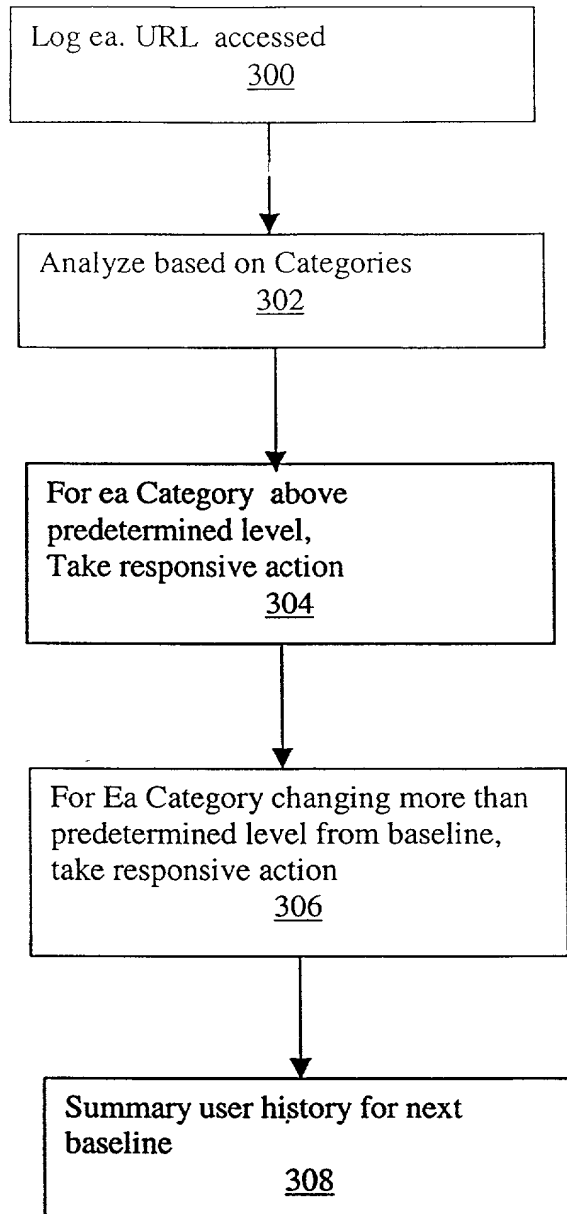 Log ea. URL accessed
300
Analyze based on Categories
302
For ea Category above
predetermined level,
Take responsive action
304
For Ea Category changing more than
predetermined level from baseline,
take responsive action
306
Summary user history for next
baseline
308